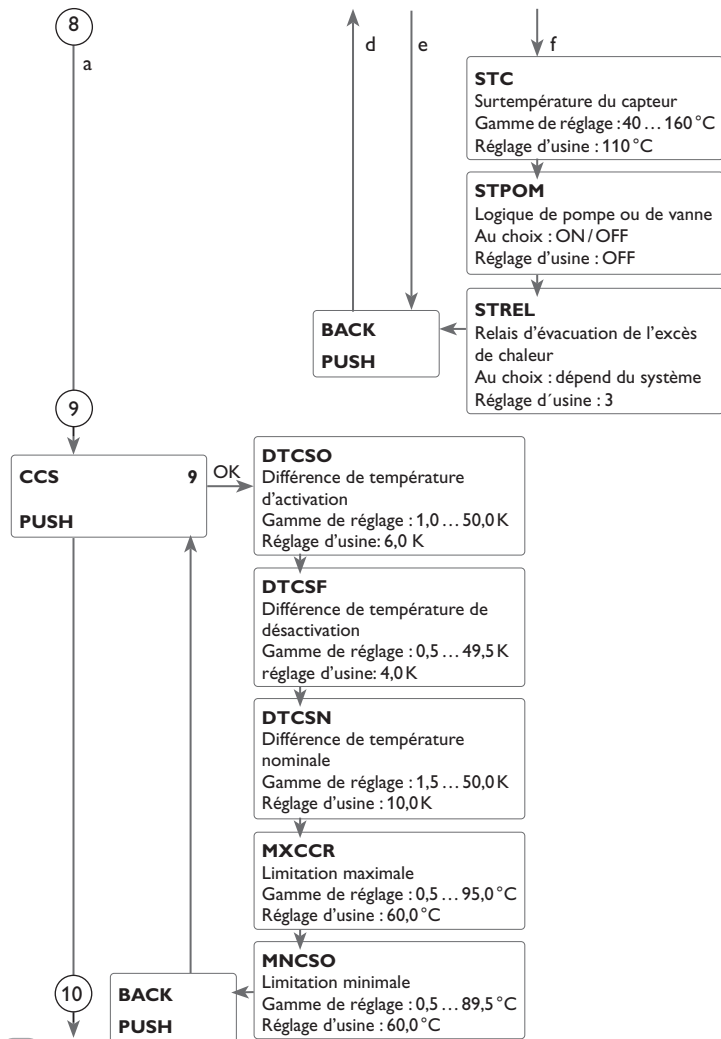 8
a
d
e
f
STC
Surtempérature du capteur
Gamme de réglage : 40 … 160 °C
Réglage d'usine : 110 °C
STPOM
Logique de pompe ou de vanne
Au choix : ON / OFF
Réglage d'usine : OFF
STREL
Relais d'évacuation de l'excès
de chaleur
Au choix : dépend du système
Réglage d´usine : 3
BACK
PUSH
9
CCS 9
PUSH
OK
DTCSO
Différence de température
d'activation
Gamme de réglage : 1,0 … 50,0 K
Réglage d'usine: 6,0 K
DTCSF
Différence de température de
désactivation
Gamme de réglage : 0,5 … 49,5 K
réglage d'usine: 4,0 K
DTCSN
Différence de température
nominale
Gamme de réglage : 1,5 … 50,0 K
Réglage d'usine : 10,0 K
MXCCR
Limitation maximale
Gamme de réglage : 0,5 … 95,0 °C
Réglage d'usine : 60,0 °C
MNCSO
Limitation minimale
Gamme de réglage : 0,5 … 89,5 °C
Réglage d'usine : 60,0 °C
BACK
PUSH
10